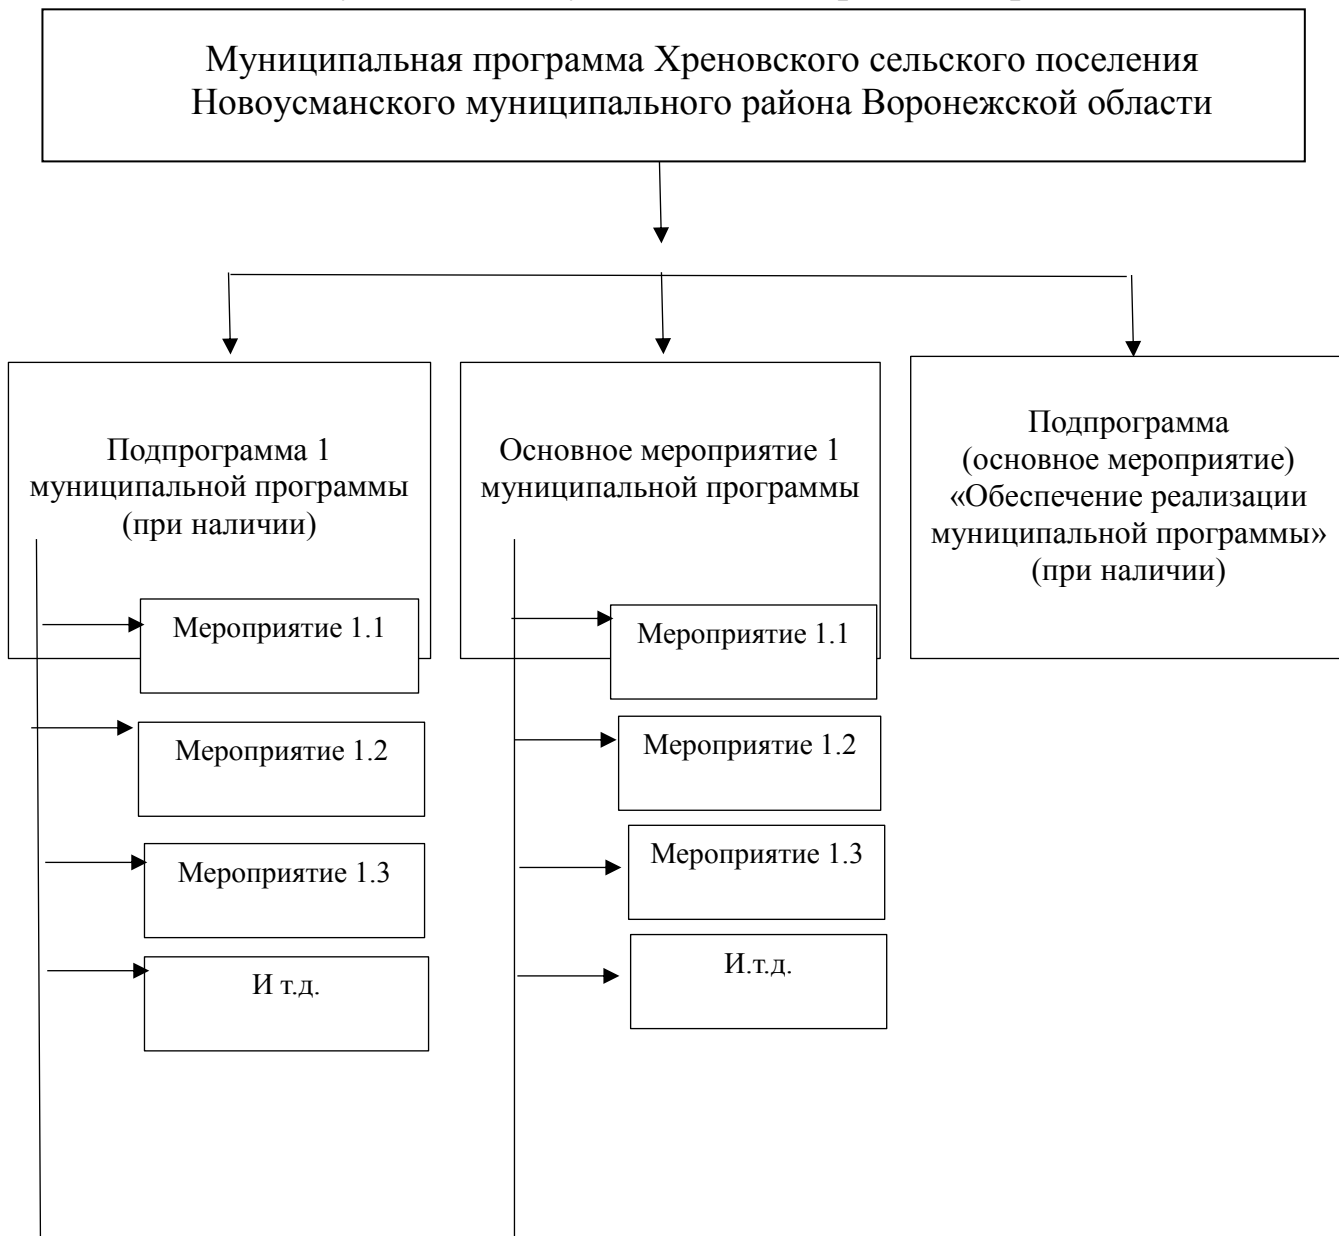 Муниципальная программа Хреновского сельского поселения
Новоусманского муниципального района Воронежской области
Подпрограмма 1
муниципальной программы
(при наличии)
Основное мероприятие 1
муниципальной программы
Подпрограмма
(основное мероприятие)
«Обеспечение реализации
муниципальной программы»
(при наличии)
Мероприятие 1.1
Мероприятие 1.2
Мероприятие 1.3
И т.д.
Мероприятие 1.1
Мероприятие 1.2
Мероприятие 1.3
И.т.д.